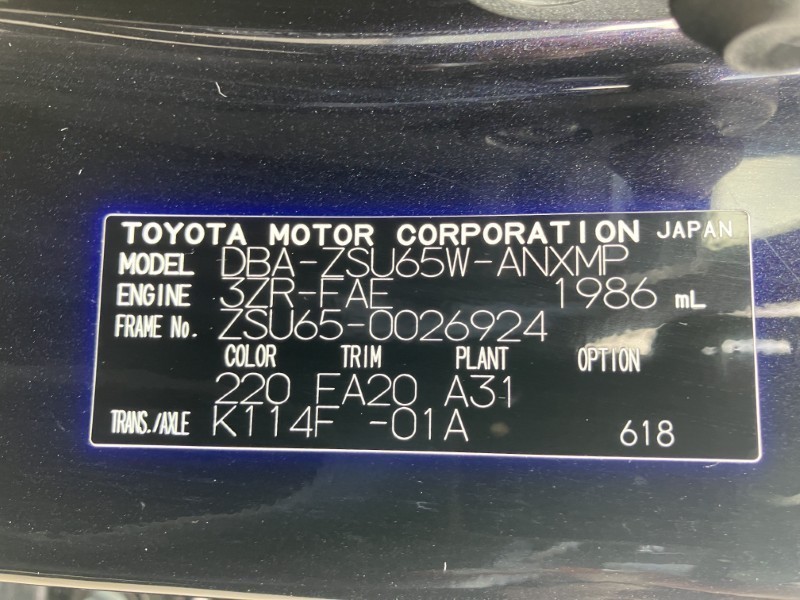 TOYOTA MOTOR CORPORATION JAPAN
MODEL DBA-ZSU65W-ANXMP
ENGINE 3ZR-FAE 1986 mL
FRAME No. ZSU65-0026924
COLOR TRIM PLANT OPTION
220 FA20 A31
TRANS./AXLE K114F -01A 618